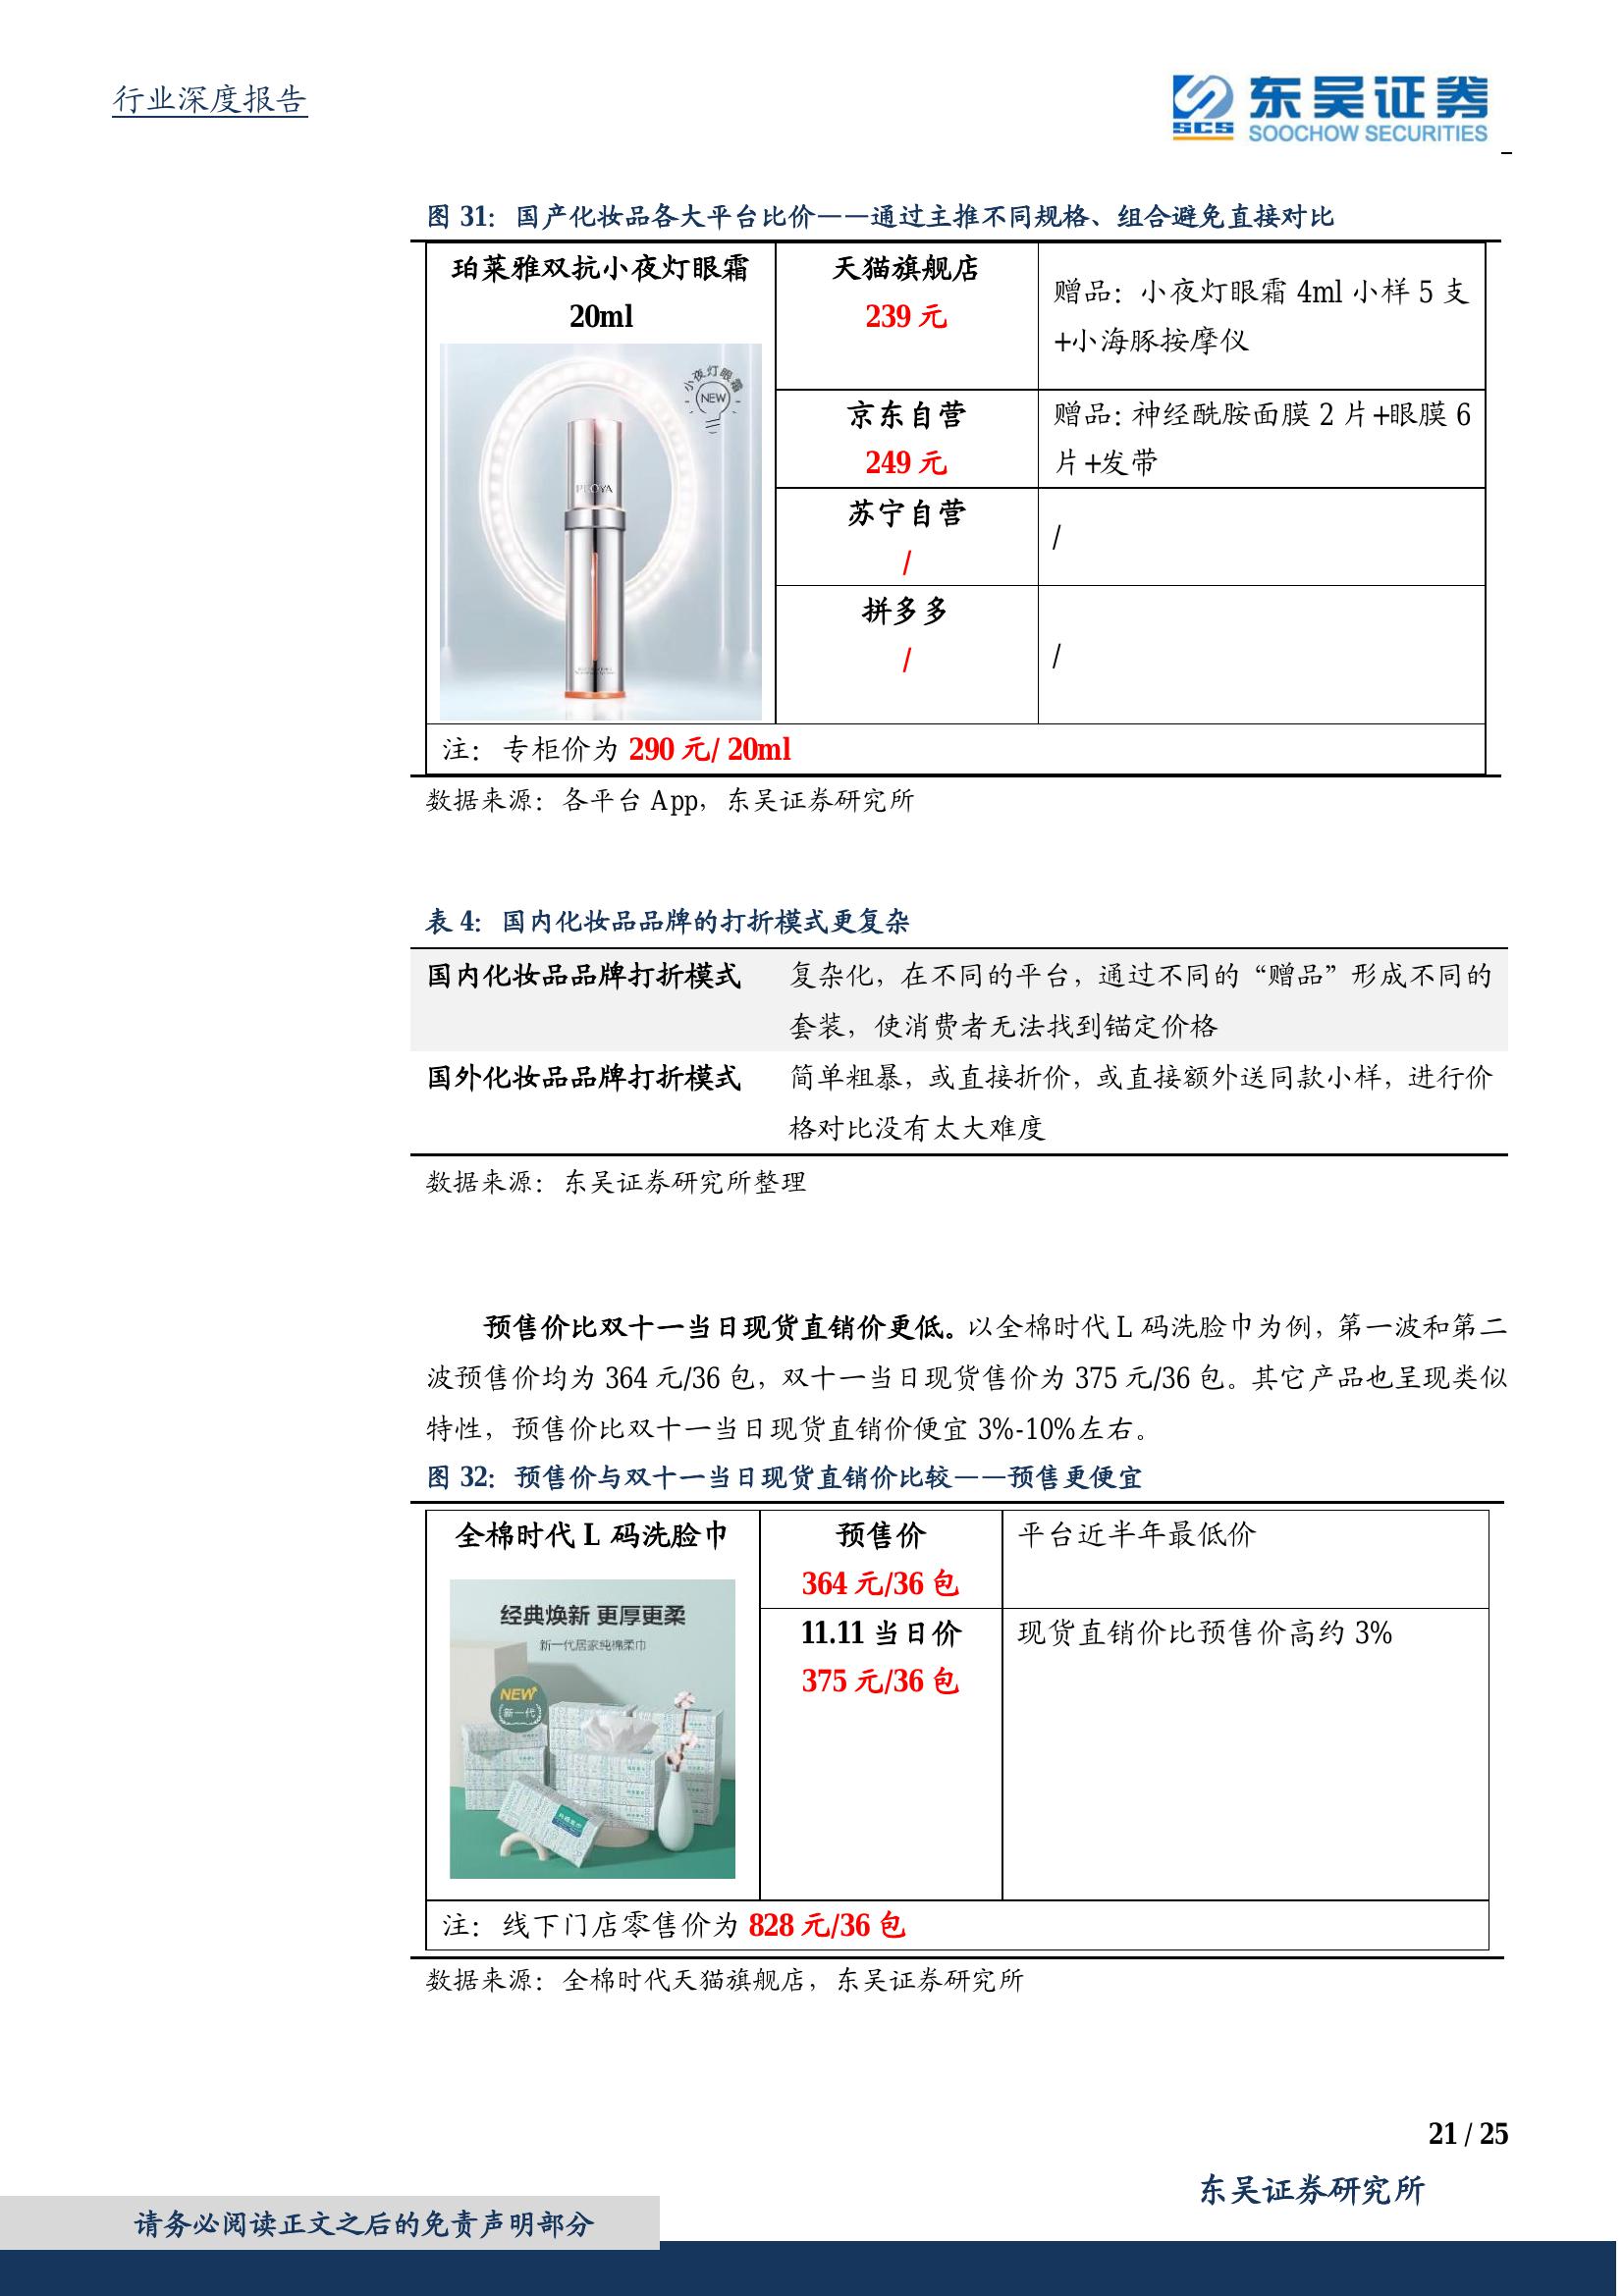 行业深度报告
SCS
东吴证券
SOOCHOW SECURITIES
图 31：国产化妆品各大平台比价——通过主推不同规格、组合避免直接对比
珀莱雅双抗小夜灯眼霜
20ml
小夜灯眼霜
NEW
PROYA
天猫旗舰店
239 元
赠品：小夜灯眼霜 4ml 小样 5 支
+小海豚按摩仪
京东自营
249 元
赠品：神经酰胺面膜 2 片+眼膜 6
片+发带
苏宁自营
/
/
拼多多
/
/
注：专柜价为 290 元/ 20ml
数据来源：各平台 App，东吴证券研究所
表 4：国内化妆品品牌的打折模式更复杂
国内化妆品品牌打折模式
复杂化，在不同的平台，通过不同的“赠品”形成不同的
套装，使消费者无法找到锚定价格
国外化妆品品牌打折模式
简单粗暴，或直接折价，或直接额外送同款小样，进行价
格对比没有太大难度
数据来源：东吴证券研究所整理
预售价比双十一当日现货直销价更低。以全棉时代 L 码洗脸巾为例，第一波和第二
波预售价均为 364 元/36 包，双十一当日现货售价为 375 元/36 包。其它产品也呈现类似
特性，预售价比双十一当日现货直销价便宜 3%-10%左右。
图 32：预售价与双十一当日现货直销价比较——预售更便宜
全棉时代 L 码洗脸巾
经典焕新 更厚更柔
新一代居家纯棉柔巾
NEW
新一代
预售价
364 元/36 包
平台近半年最低价
11.11 当日价
375 元/36 包
现货直销价比预售价高约 3%
注：线下门店零售价为 828 元/36 包
数据来源：全棉时代天猫旗舰店，东吴证券研究所
21 / 25
东吴证券研究所
请务必阅读正文之后的免责声明部分